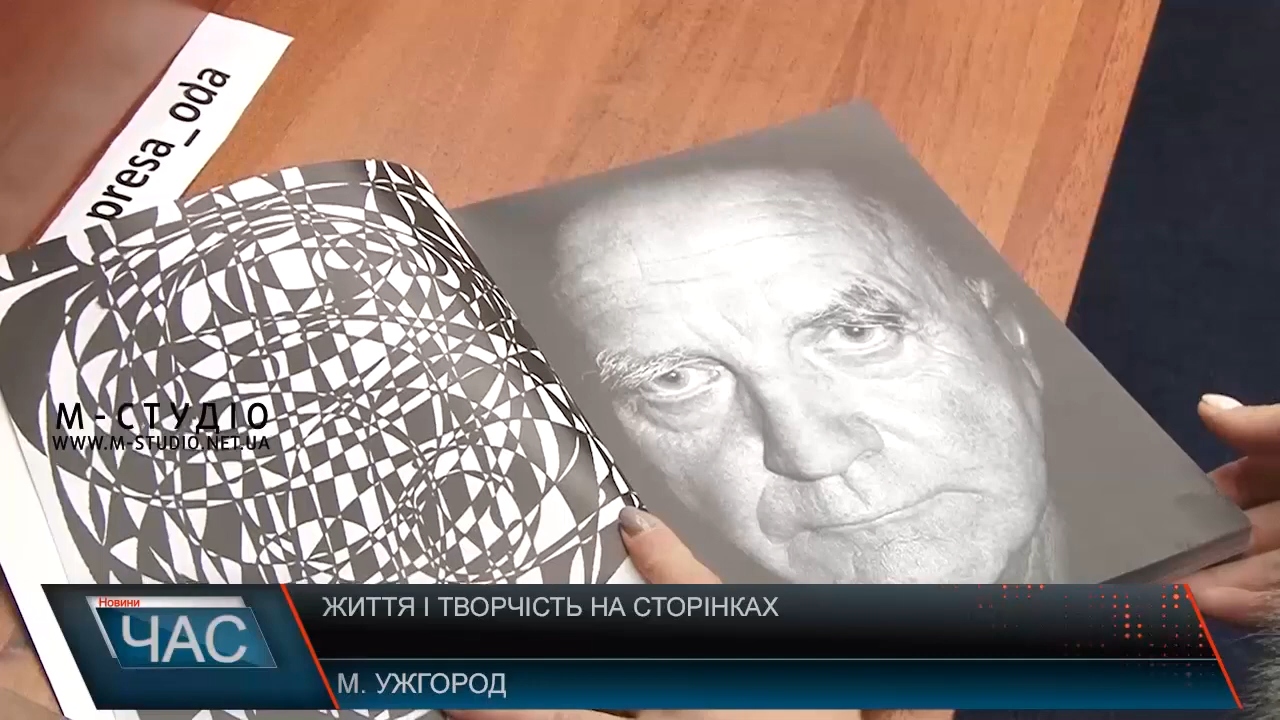 presa_oda
М-СТУДІО
WWW.M-STUDIO.NET.UA
Новини
ЧАС
ЖИТТЯ І ТВОРЧІСТЬ НА СТОРІНКАХ
М. УЖГОРОД